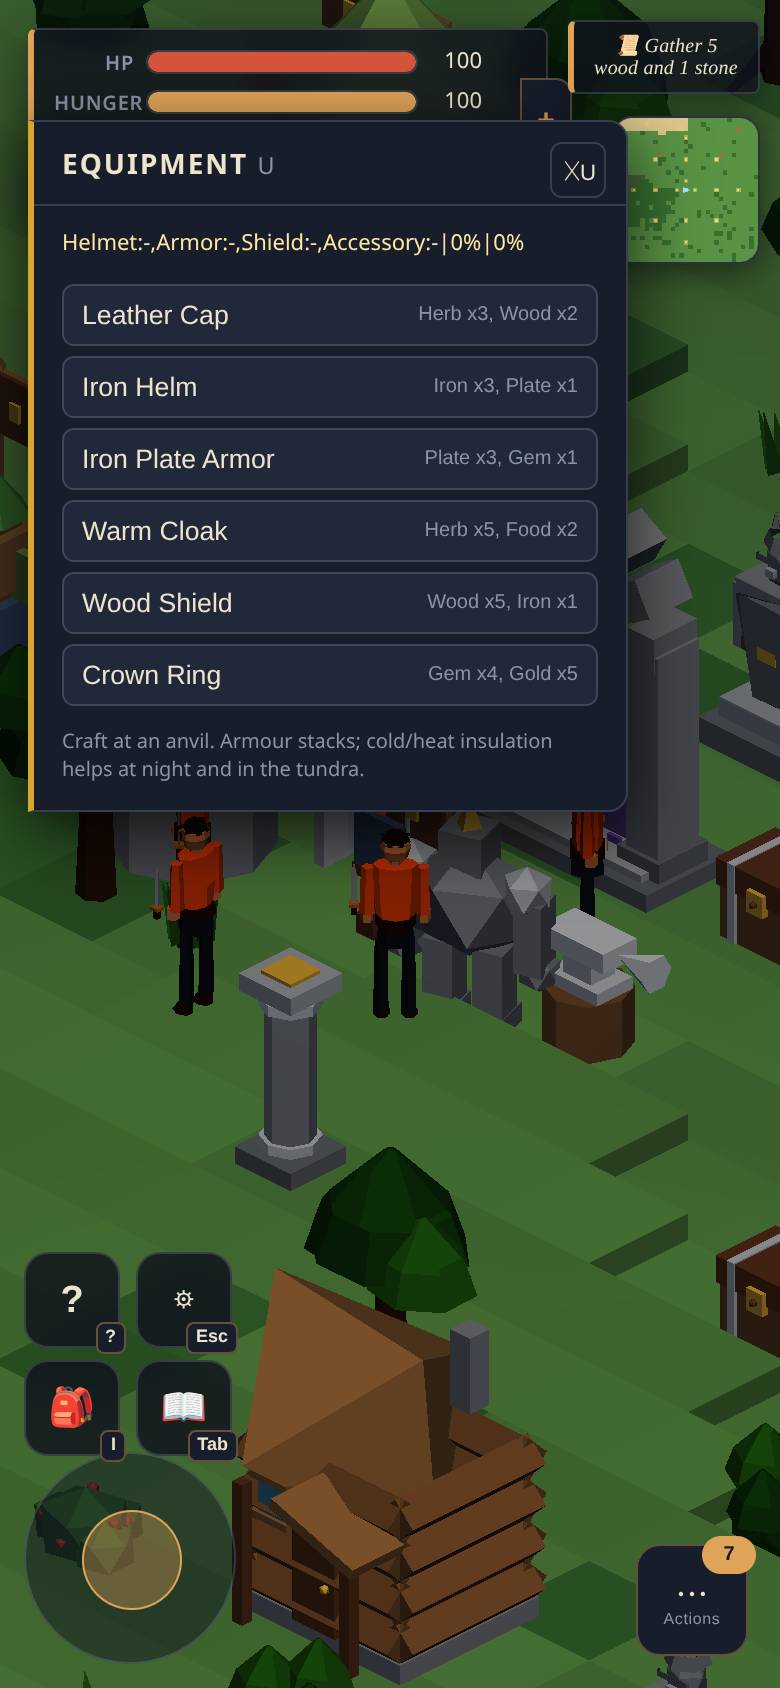 HP 100
HUNGER 100
+
📜 Gather 5
wood and 1 stone
EQUIPMENT U
╳U
Helmet:-,Armor:-,Shield:-,Accessory:-|0%|0%
Leather Cap Herb x3, Wood x2
Iron Helm Iron x3, Plate x1
Iron Plate Armor Plate x3, Gem x1
Warm Cloak Herb x5, Food x2
Wood Shield Wood x5, Iron x1
Crown Ring Gem x4, Gold x5
Craft at an anvil. Armour stacks; cold/heat insulation
helps at night and in the tundra.
?
?
Esc
I
Tab
7
...
Actions